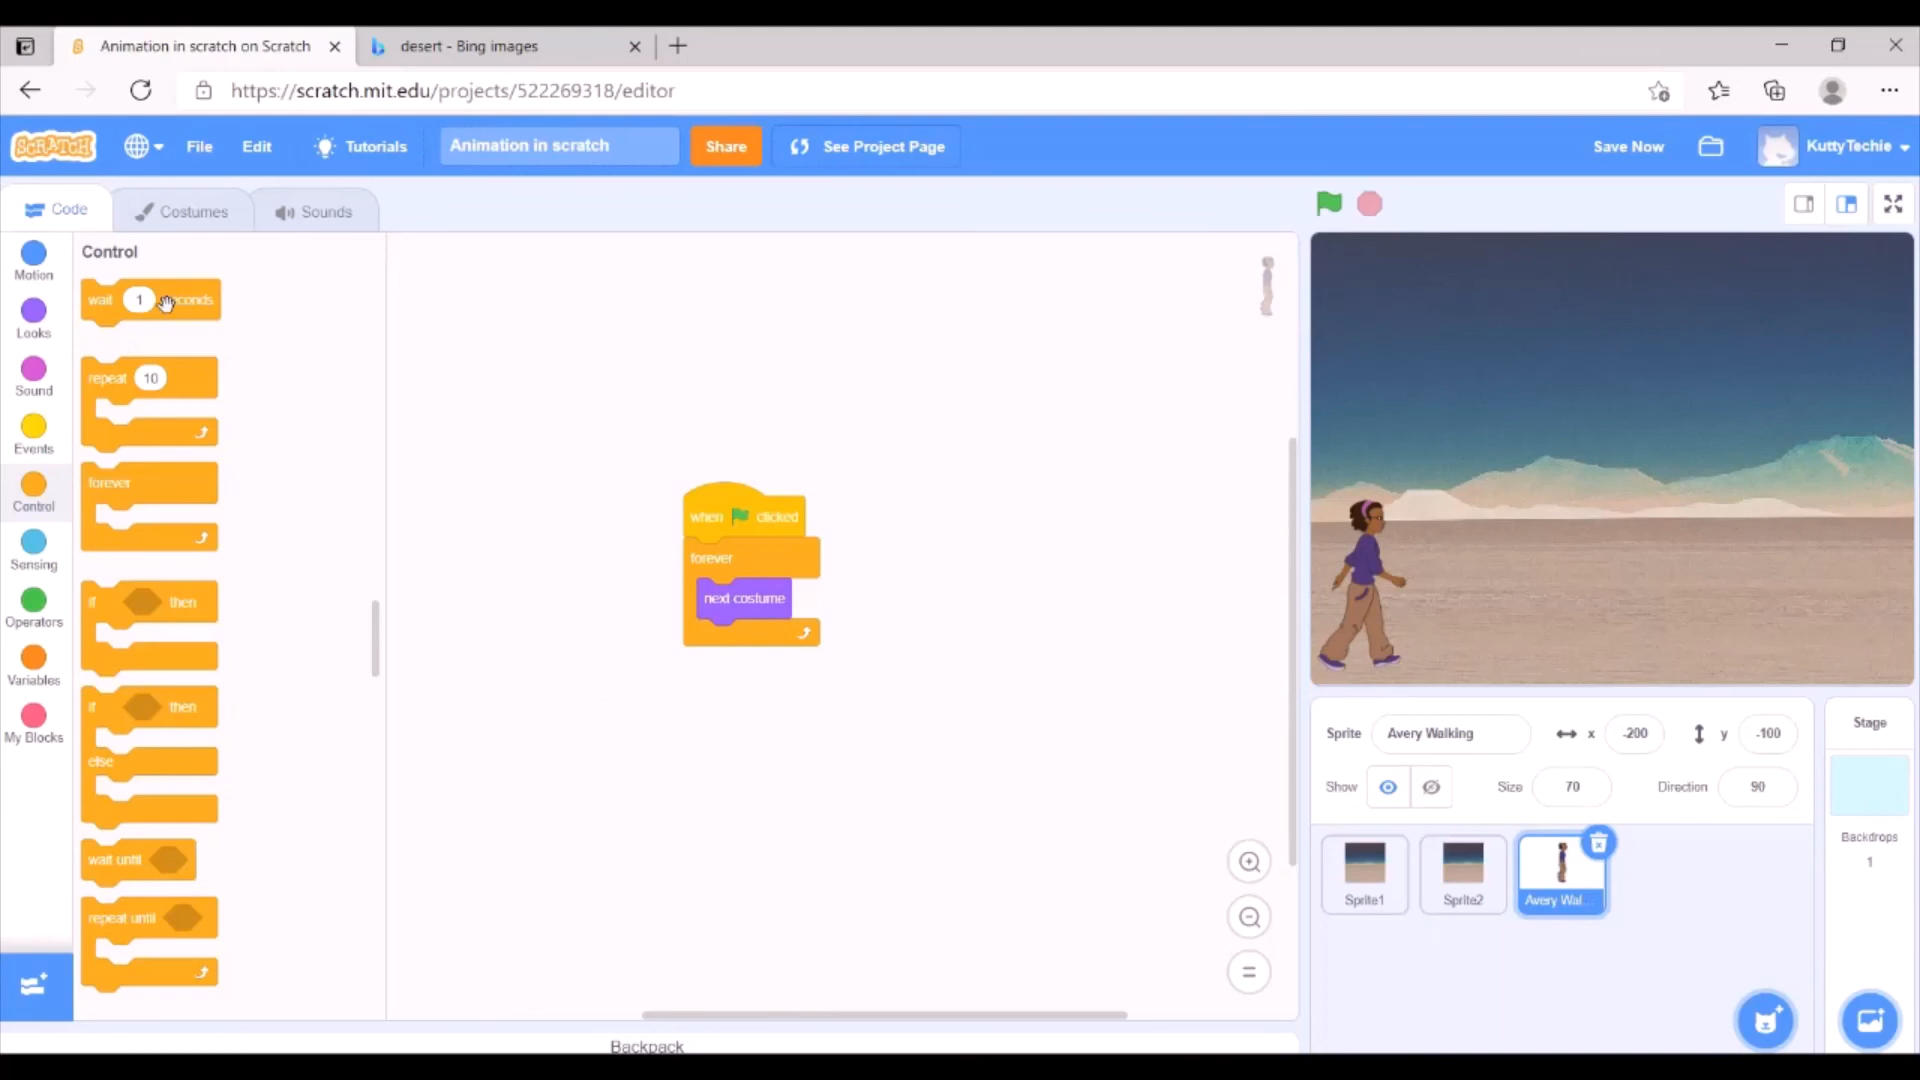 Animation in scratch on Scratch
desert - Bing images
https://scratch.mit.edu/projects/522269318/editor
SCRATCH
File
Edit
Tutorials
Animation in scratch
Share
See Project Page
Save Now
KuttyTechie
Code
Costumes
Sounds
Motion
Looks
Sound
Events
Control
Sensing
Operators
Variables
My Blocks
Control
wait 1 seconds
repeat 10
forever
if then
if then
else
wait until
repeat until
when clicked
forever
next costume
Backpack
Sprite Avery Walking x -200 y -100
Show Size 70 Direction 90
Sprite1
Sprite2
Avery Wal...
Stage
Backdrops
1